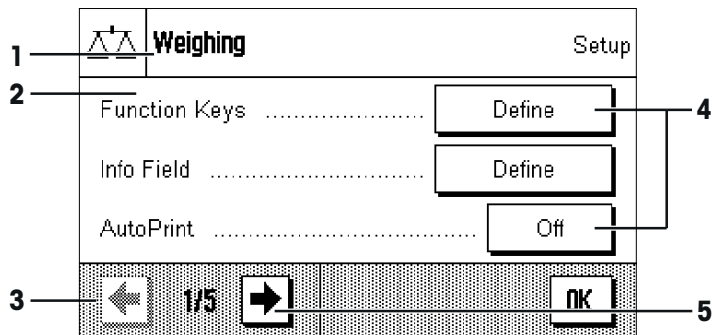 Weighing Setup
1
2
Function Keys ........................ Define
4
Info Field ................................ Define
AutoPrint ....................................... Off
3
1/5
OK
5